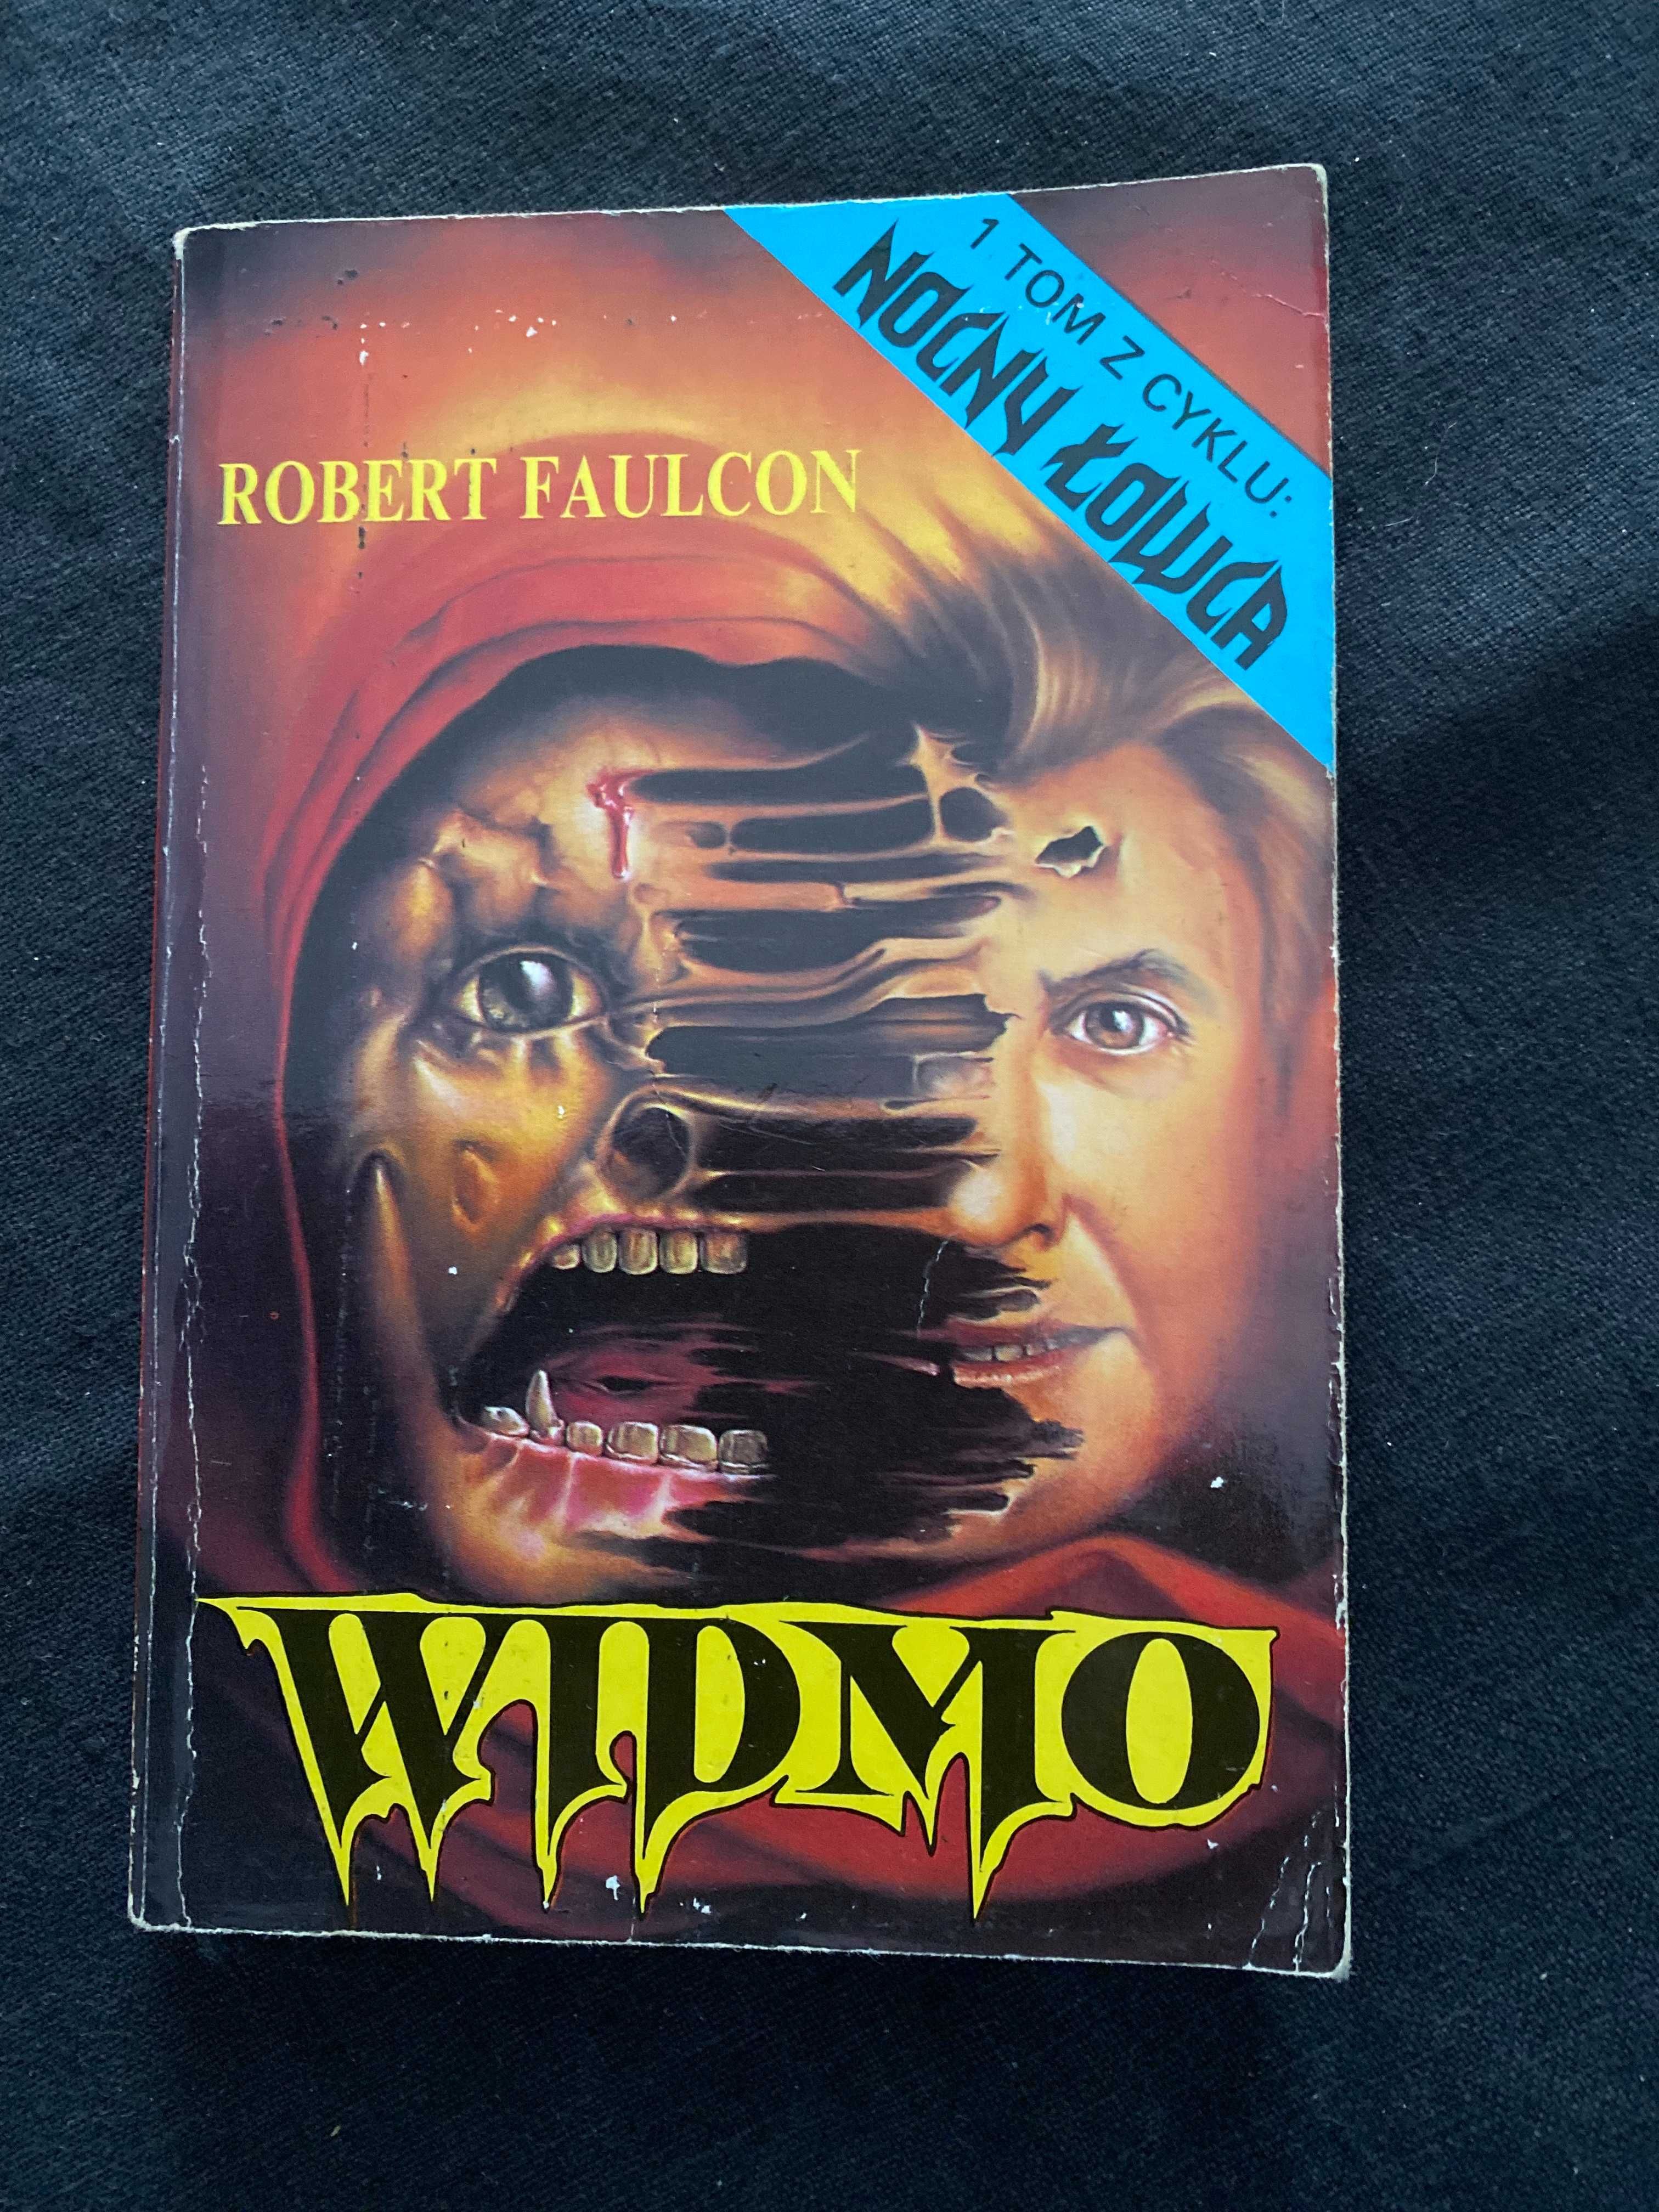 1 TOM Z CYKLU:
NOCNY ŁOWCA
ROBERT FAULCON
WIDMO